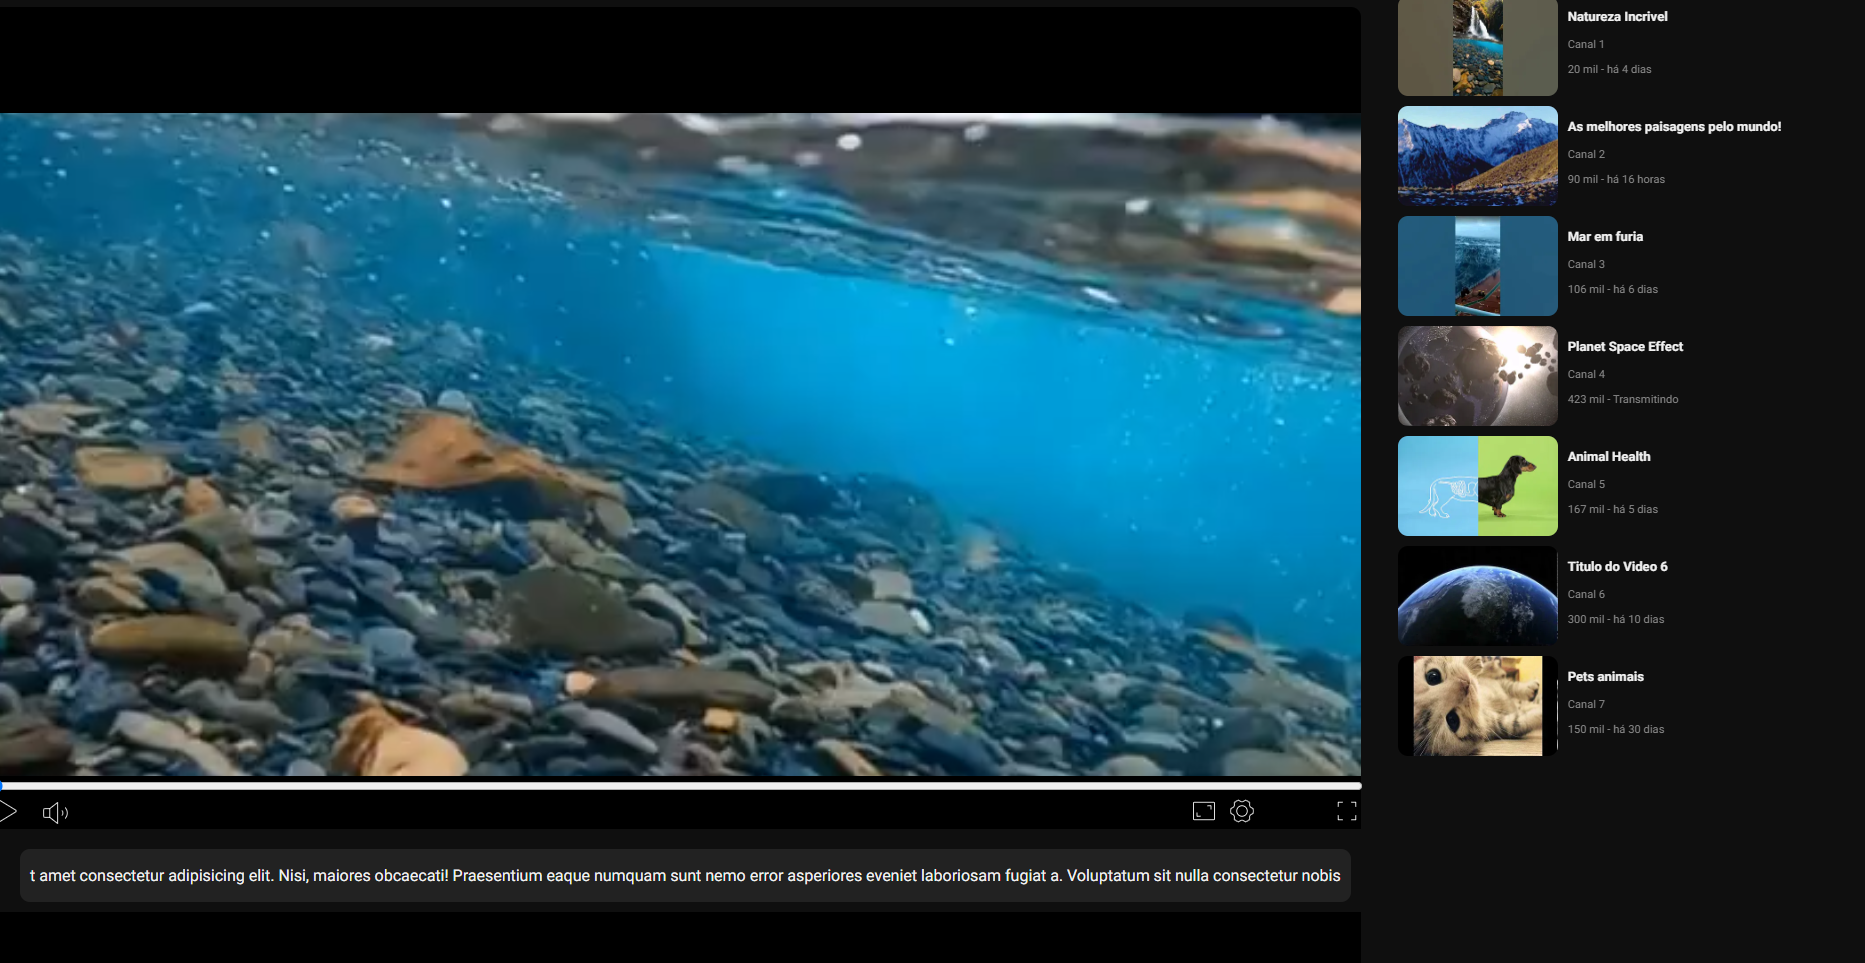 Natureza Incrivel
Canal 1
20 mil - há 4 dias
As melhores paisagens pelo mundo!
Canal 2
90 mil - há 16 horas
Mar em furia
Canal 3
106 mil - há 6 dias
Planet Space Effect
Canal 4
423 mil - Transmitindo
Animal Health
Canal 5
167 mil - há 5 dias
Titulo do Video 6
Canal 6
300 mil - há 10 dias
Pets animais
Canal 7
150 mil - há 30 dias
t amet consectetur adipisicing elit. Nisi, maiores obcaecati! Praesentium eaque numquam sunt nemo error asperiores eveniet laboriosam fugiat a. Voluptatum sit nulla consectetur nobis